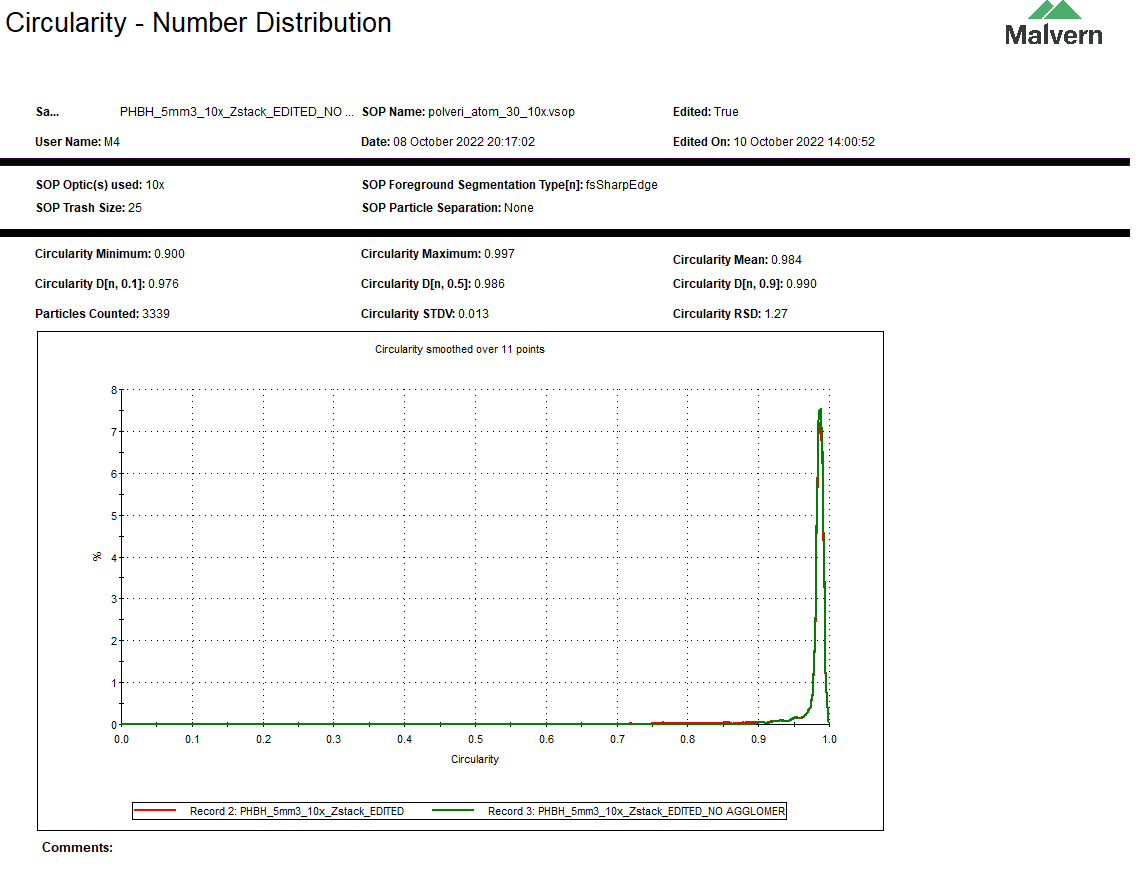 Circularity - Number Distribution
Malvern
Sa... PHBH_5mm3_10x_Zstack_EDITED_NO ... SOP Name: polveri_atom_30_10x.vsop Edited: True
User Name: M4 Date: 08 October 2022 20:17:02 Edited On: 10 October 2022 14:00:52
SOP Optic(s) used: 10x SOP Foreground Segmentation Type[n]: fsSharpEdge
SOP Trash Size: 25 SOP Particle Separation: None
Circularity Minimum: 0.900 Circularity Maximum: 0.997 Circularity Mean: 0.984
Circularity D[n, 0.1]: 0.976 Circularity D[n, 0.5]: 0.986 Circularity D[n, 0.9]: 0.990
Particles Counted: 3339 Circularity STDV: 0.013 Circularity RSD: 1.27
Circularity smoothed over 11 points
8
7
6
5
%
4
3
2
1
0
0.0 0.1 0.2 0.3 0.4 0.5 0.6 0.7 0.8 0.9 1.0
Circularity
Record 2: PHBH_5mm3_10x_Zstack_EDITED Record 3: PHBH_5mm3_10x_Zstack_EDITED_NO AGGLOMER
Comments: